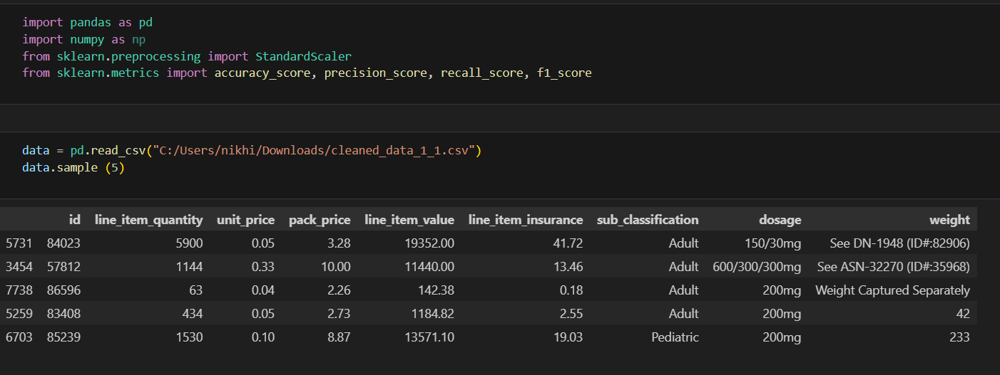 import pandas as pd
import numpy as np
from sklearn.preprocessing import StandardScaler
from sklearn.metrics import accuracy_score, precision_score, recall_score, f1_score
data = pd.read_csv("C:/Users/nikhi/Downloads/cleaned_data_1_1.csv")
data.sample (5)
id line_item_quantity unit_price pack_price line_item_value line_item_insurance sub_classification dosage weight
5731 84023 5900 0.05 3.28 19352.00 41.72 Adult 150/30mg See DN-1948 (ID#:82906)
3454 57812 1144 0.33 10.00 11440.00 13.46 Adult 600/300/300mg See ASN-32270 (ID#:35968)
7738 86596 63 0.04 2.26 142.38 0.18 Adult 200mg Weight Captured Separately
5259 83408 434 0.05 2.73 1184.82 2.55 Adult 200mg 42
6703 85239 1530 0.10 8.87 13571.10 19.03 Pediatric 200mg 233